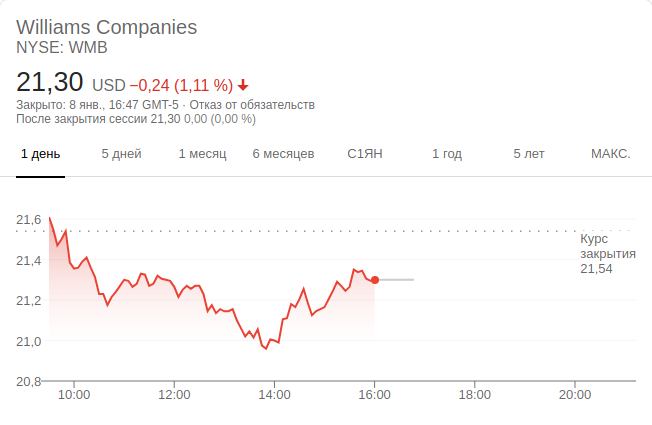 Williams Companies
NYSE: WMB
21,30 USD −0,24 (1,11 %)
Закрыто: 8 янв., 16:47 GMT-5 · Отказ от обязательств
После закрытия сессии 21,30 0,00 (0,00 %)
1 день 5 дней 1 месяц 6 месяцев С1ЯН 1 год 5 лет МАКС.
21,6
Курс
закрытия
21,54
21,4
21,2
21,0
20,8
10:00 12:00 14:00 16:00 18:00 20:00